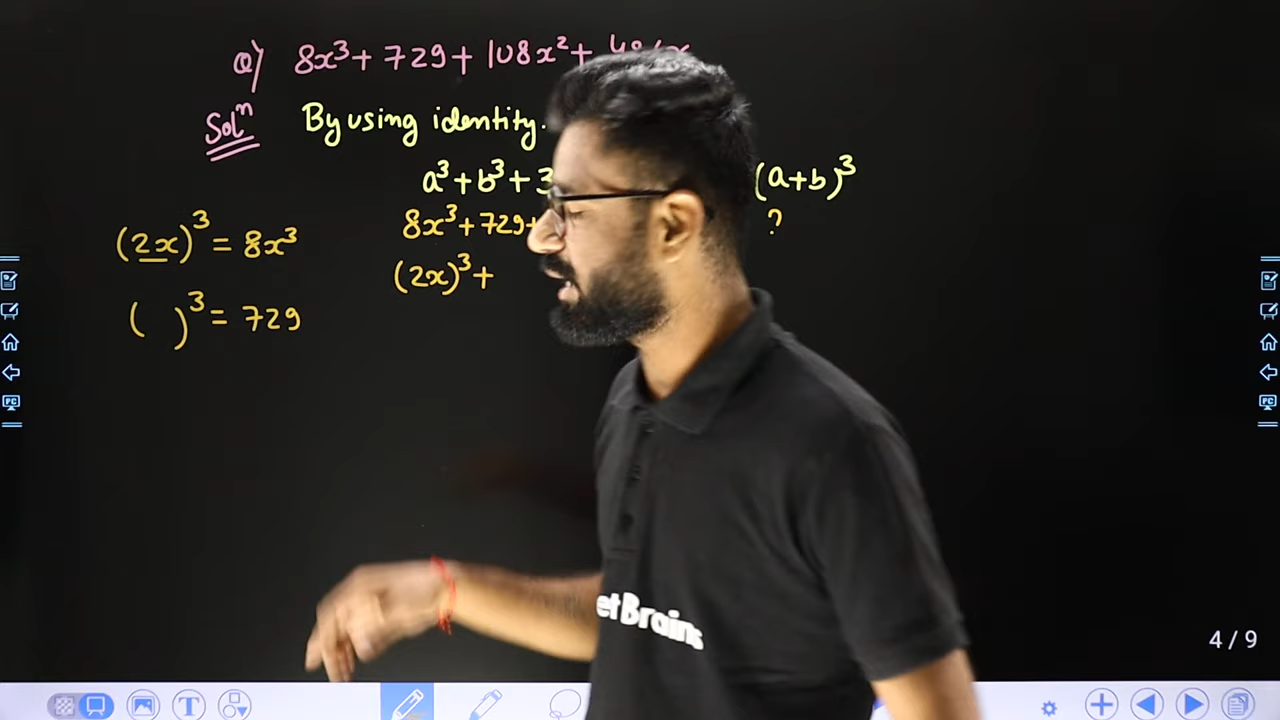 Q) 8x³ + 729 + 108x² +
Solⁿ By using identity.
a³ + b³ + 3 (a+b)³
8x³ + 729 + ?
(2x)³ = 8x³ (2x)³ +
( )³ = 729
etBrains
4 / 9